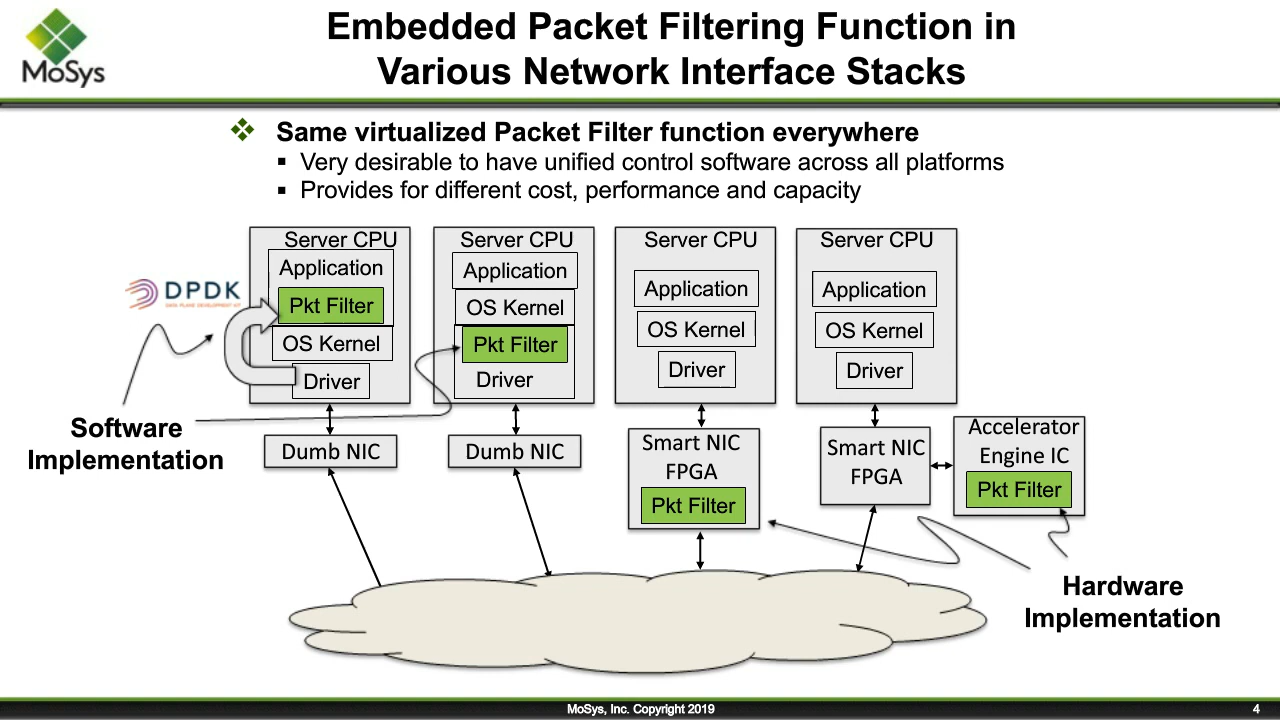 MoSys
Embedded Packet Filtering Function in
Various Network Interface Stacks
Same virtualized Packet Filter function everywhere
Very desirable to have unified control software across all platforms
Provides for different cost, performance and capacity
DPDK
DATA PLANE DEVELOPMENT KIT
Software
Implementation
Server CPU
Application
Pkt Filter
OS Kernel
Driver
Dumb NIC
Server CPU
Application
OS Kernel
Pkt Filter
Driver
Dumb NIC
Server CPU
Application
OS Kernel
Driver
Smart NIC
FPGA
Pkt Filter
Server CPU
Application
OS Kernel
Driver
Smart NIC
FPGA
Accelerator
Engine IC
Pkt Filter
Hardware
Implementation
MoSys, Inc. Copyright 2019
4